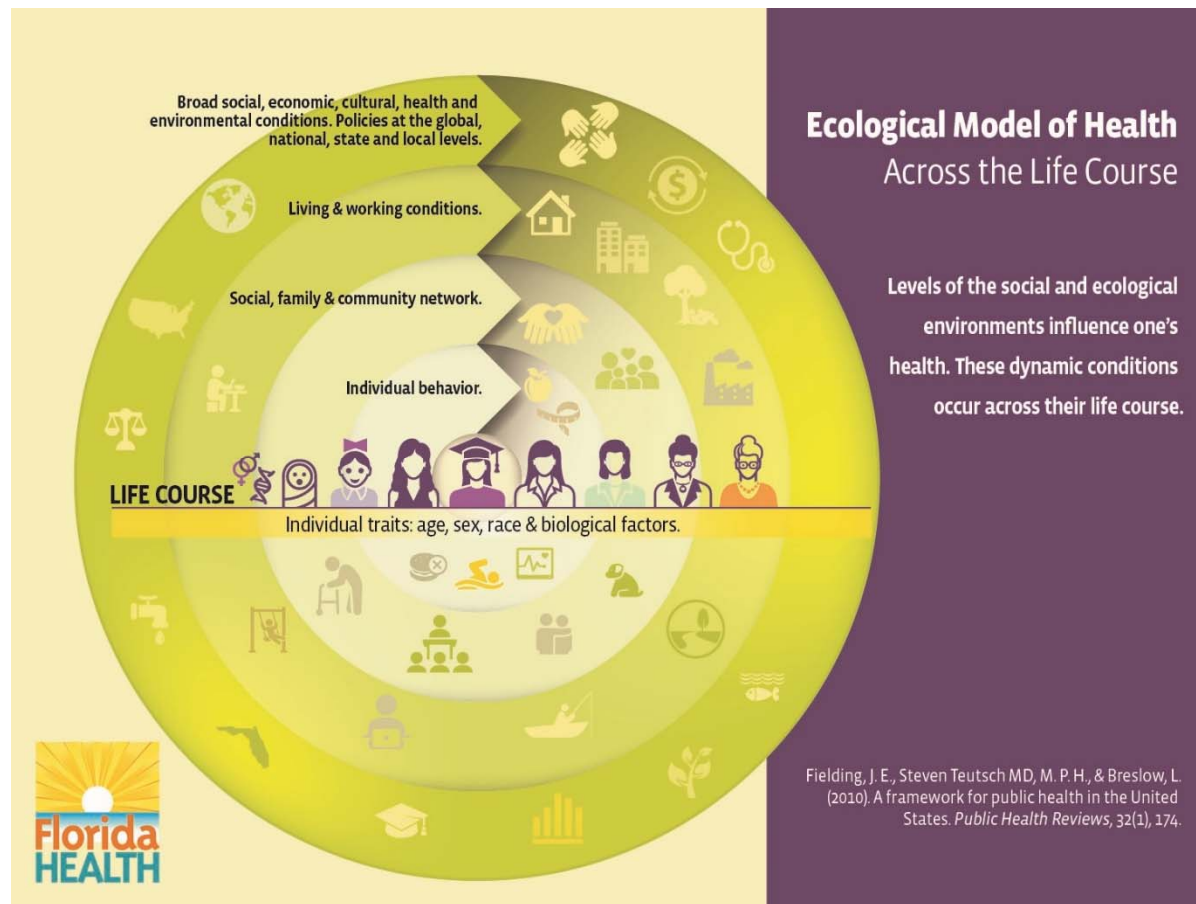 Broad social, economic, cultural, health and
environmental conditions. Policies at the global,
national, state and local levels.
Living & working conditions.
Social, family & community network.
Individual behavior.
LIFE COURSE
Individual traits: age, sex, race & biological factors.
Ecological Model of Health
Across the Life Course
Levels of the social and ecological
environments influence one's
health. These dynamic conditions
occur across their life course.
Fielding, J. E., Steven Teutsch MD, M. P. H., & Breslow, L.
(2010). A framework for public health in the United
States. Public Health Reviews, 32(1), 174.
Florida
HEALTH